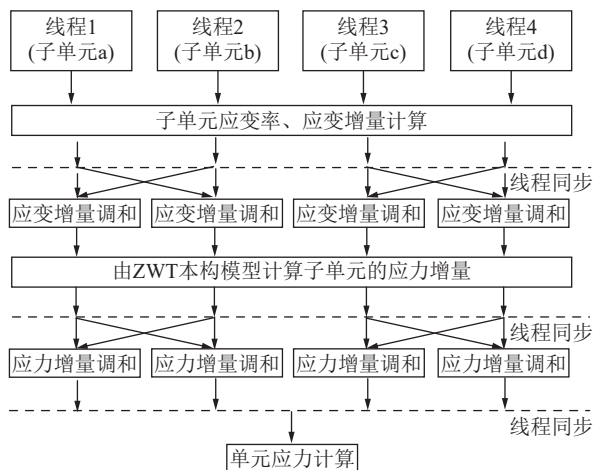 线程1
(子单元a)
线程2
(子单元b)
线程3
(子单元c)
线程4
(子单元d)
子单元应变率、应变增量计算
线程同步
应变增量调和
应变增量调和
应变增量调和
应变增量调和
由ZWT本构模型计算子单元的应力增量
线程同步
应力增量调和
应力增量调和
应力增量调和
应力增量调和
线程同步
单元应力计算